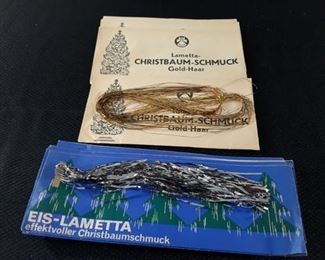 Lametta-
CHRISTBAUM-SCHMUCK
Gold-Haar
CHRISTBAUM-SCHMUCK
Gold-Haar
EIS-LAMETTA
effektvoller Christbaumschmuck